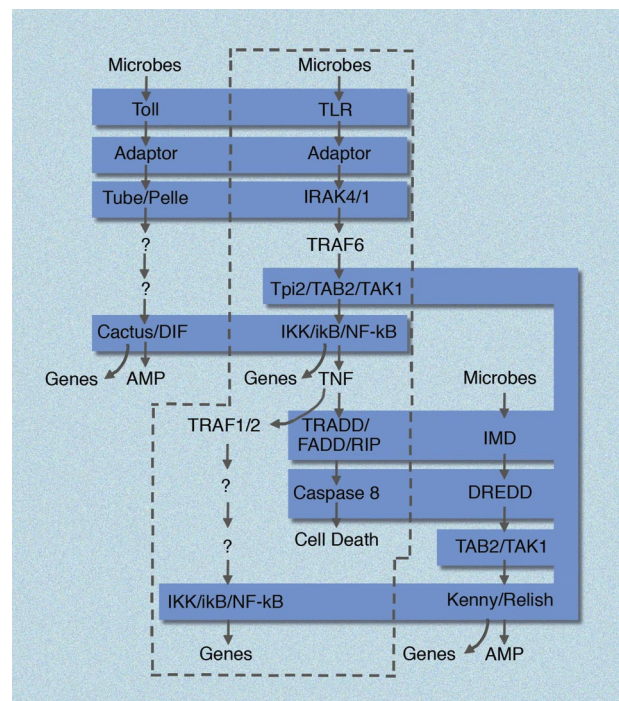 Microbes
Microbes
Toll
TLR
Adaptor
Adaptor
Tube/Pelle
IRAK4/1
?
TRAF6
?
Tpi2/TAB2/TAK1
Cactus/DIF
IKK/ikB/NF-kB
Genes
AMP
Genes
TNF
Microbes
TRAF1/2
TRADD/
FADD/RIP
IMD
?
Caspase 8
DREDD
?
Cell Death
TAB2/TAK1
IKK/ikB/NF-kB
Kenny/Relish
Genes
Genes
AMP